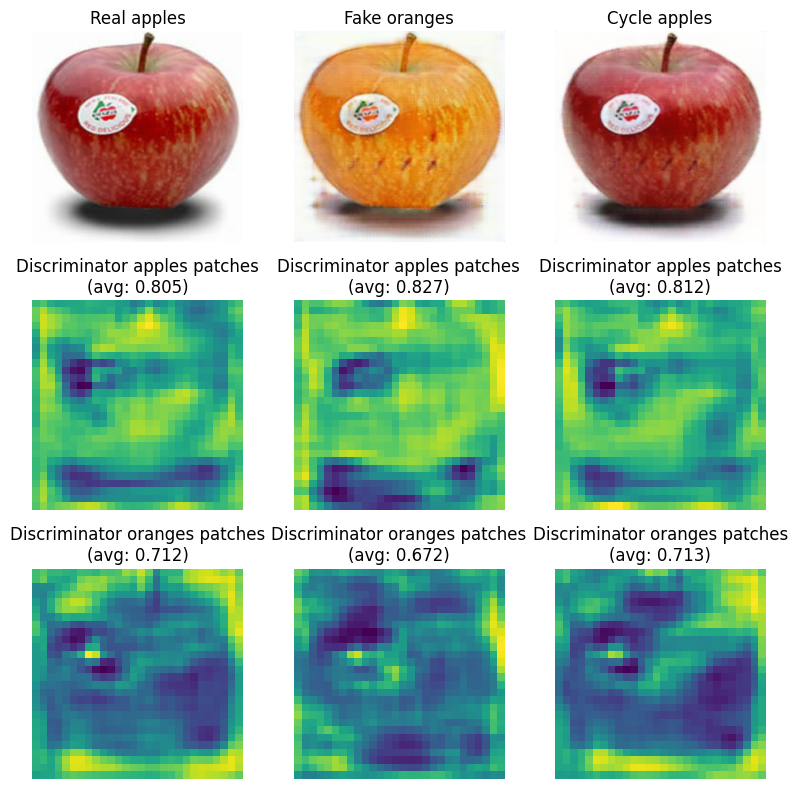 Real apples
Fake oranges
Cycle apples
RED DELICIOUS
Discriminator apples patches
(avg: 0.805)
Discriminator apples patches
(avg: 0.827)
Discriminator apples patches
(avg: 0.812)
Discriminator oranges patches
(avg: 0.712)
Discriminator oranges patches
(avg: 0.672)
Discriminator oranges patches
(avg: 0.713)